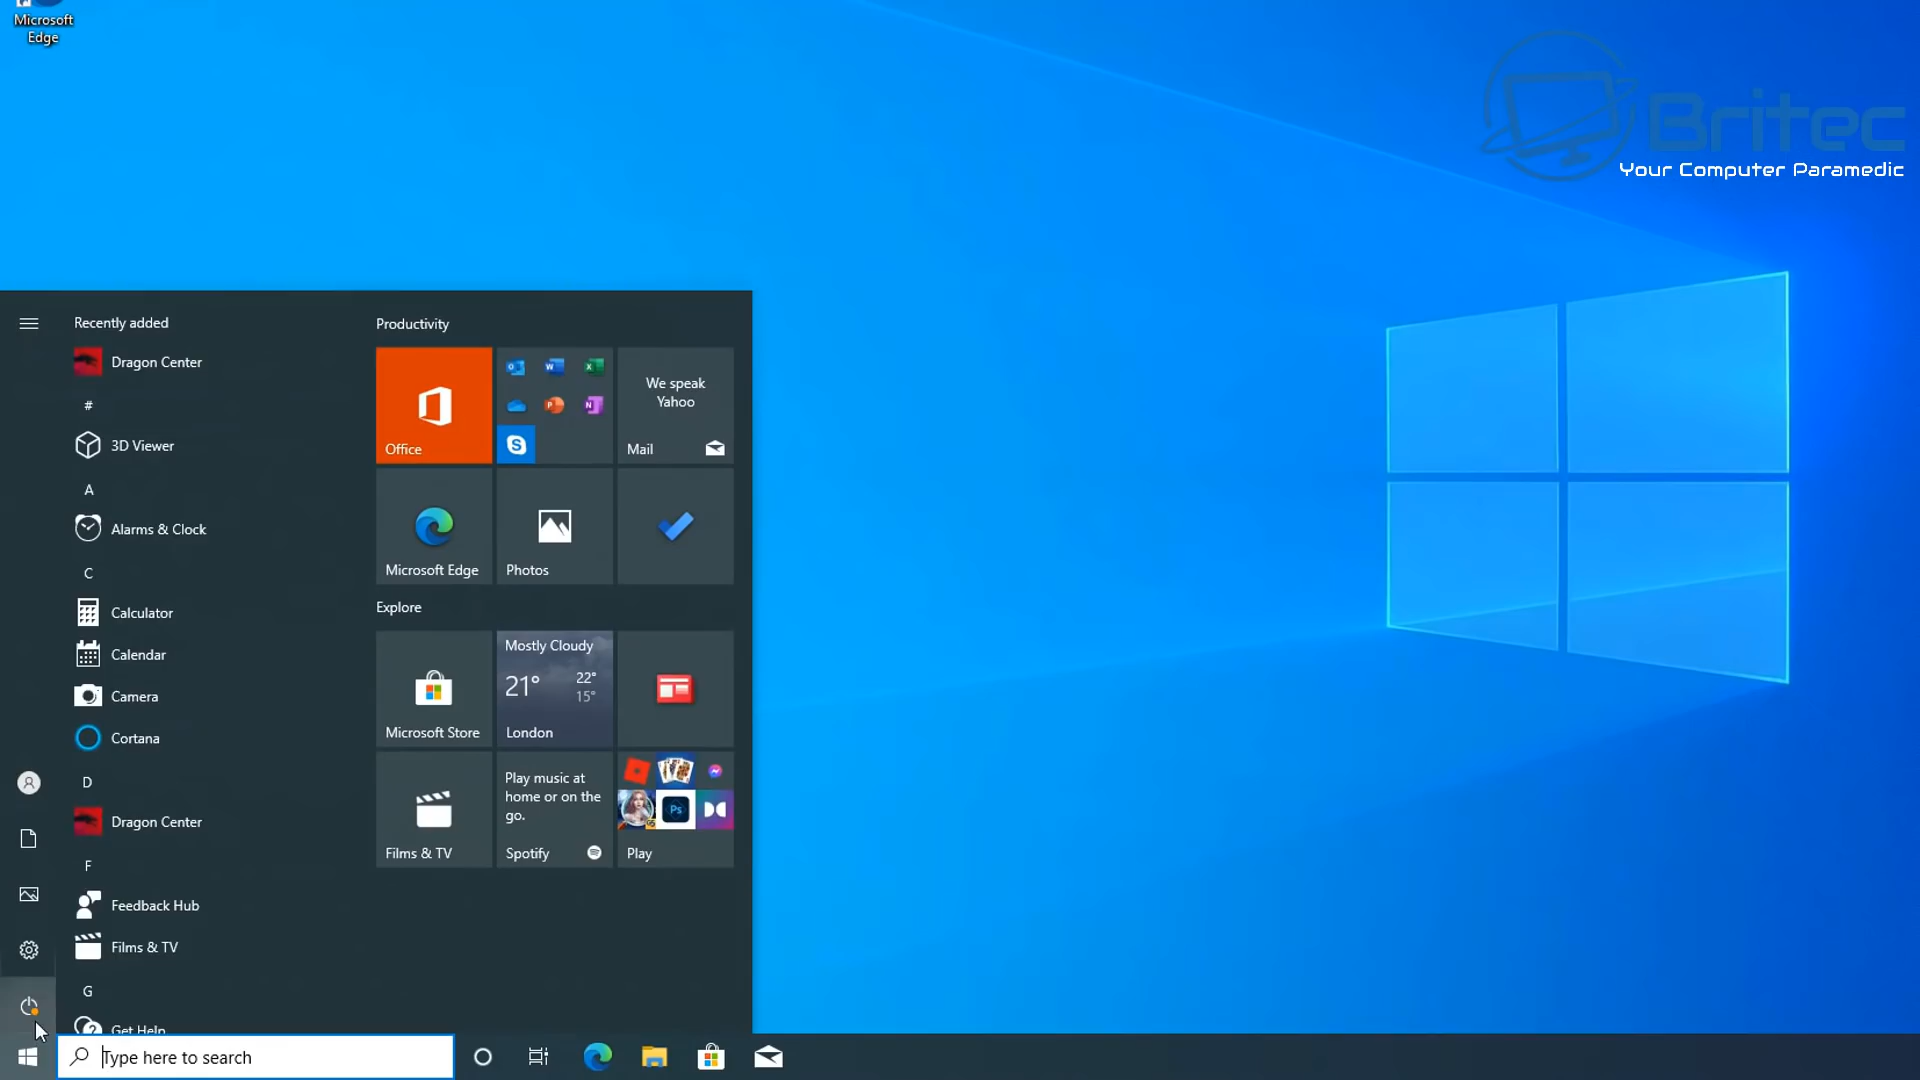 Microsoft
Edge
Britec
Your Computer Paramedic
Recently added
Dragon Center
#
3D Viewer
A
Alarms & Clock
C
Calculator
Calendar
Camera
Cortana
D
Dragon Center
F
Feedback Hub
Films & TV
G
Get Help
Productivity
Office
We speak
Yahoo
Mail
Microsoft Edge
Photos
Explore
Microsoft Store
Mostly Cloudy
21°
22°
15°
London
Films & TV
Play music at
home or on the
go.
Spotify
Ps
Play
Type here to search